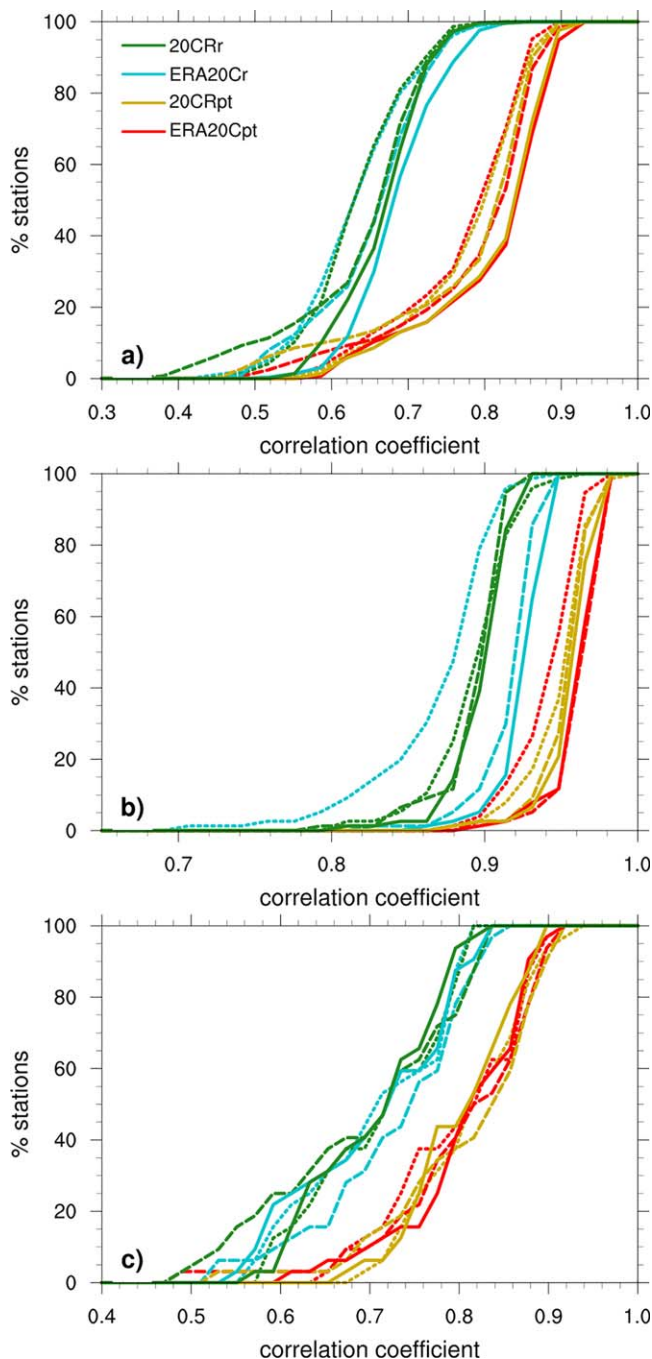 100
80
60
40
20
0
% stations
20CRr
ERA20Cr
20CRpt
ERA20Cpt
a)
0.3 0.4 0.5 0.6 0.7 0.8 0.9 1.0
correlation coefficient
100
80
60
40
20
0
% stations
b)
0.7 0.8 0.9 1.0
correlation coefficient
100
80
60
40
20
0
% stations
c)
0.4 0.5 0.6 0.7 0.8 0.9 1.0
correlation coefficient